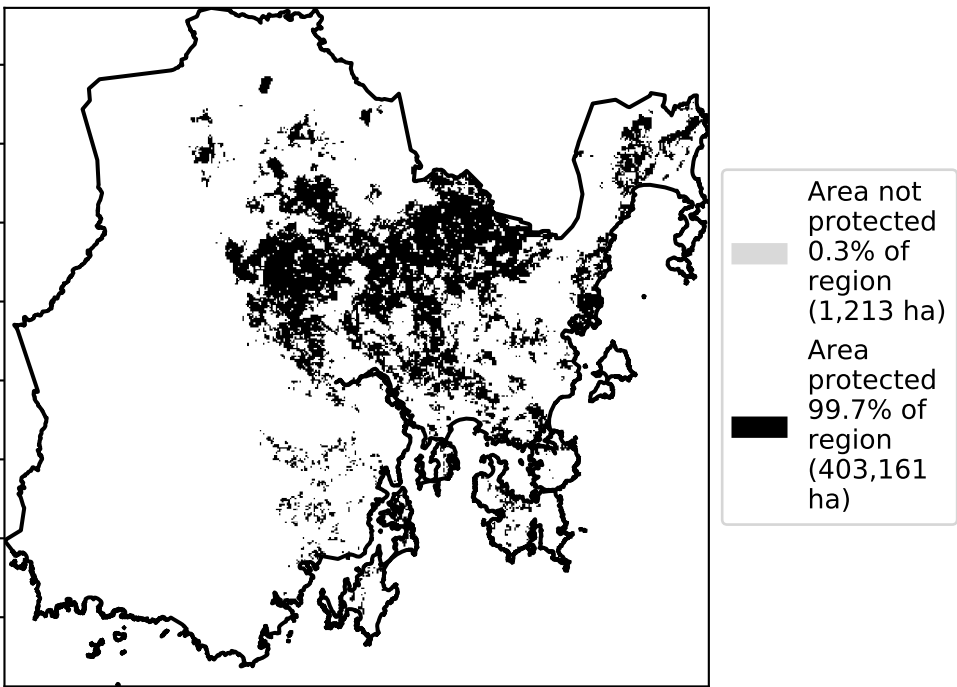 Area not
protected
0.3% of
region
(1,213 ha)
Area
protected
99.7% of
region
(403,161
ha)